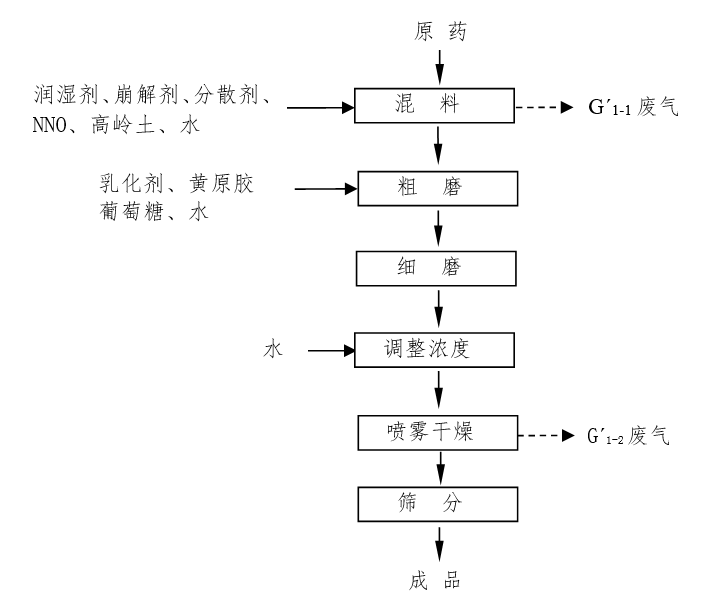 原 药
润湿剂、崩解剂、分散剂、
NNO、高岭土、水
混 料
G′1-1 废气
乳化剂、黄原胶
葡萄糖、水
粗 磨
细 磨
水
调整浓度
喷雾干燥
G′1-2 废气
筛 分
成 品